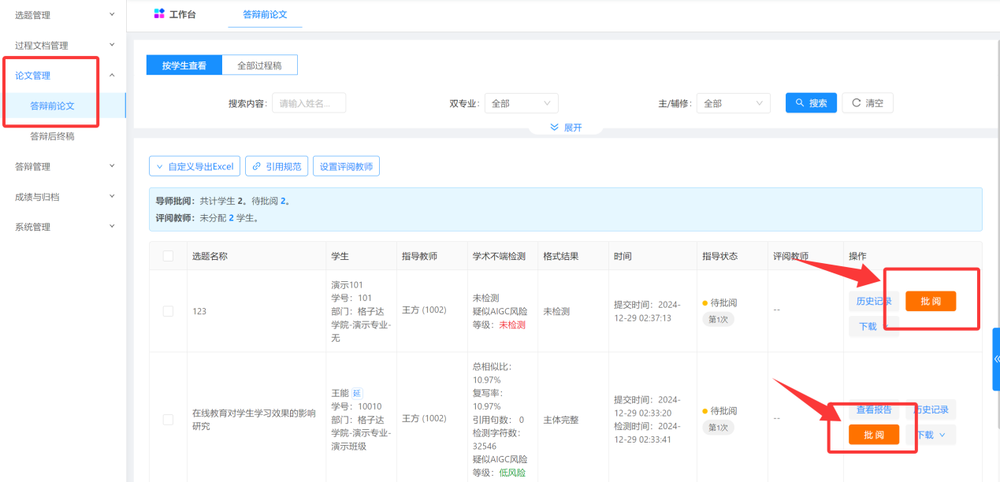 选题管理
过程文档管理
论文管理
答辩前论文
答辩后终稿
答辩管理
成绩与归档
系统管理
工作台
答辩前论文
按学生查看
全部过程稿
搜索内容：
请输入姓名...
双专业：
全部
主/辅修：
全部
搜索
清空
展开
自定义导出Excel
引用规范
设置评阅教师
导师批阅：共计学生 2。待批阅 2。
评阅教师：未分配 2 学生。
选题名称
学生
指导教师
学术不端检测
格式结果
时间
指导状态
评阅教师
操作
123
演示101
学号：101
部门：格子达
学院-演示专业-
无
王方 (1002)
未检测
疑似AIGC风险
等级：未检测
未检测
提交时间：2024-
12-29 02:37:13
待批阅
第1次
--
历史记录
批 阅
下载
在线教育对学生学习效果的影响
研究
王能 延
学号：10010
部门：格子达
学院-演示专业-
演示班级
王方 (1002)
总相似比：
10.97%
复写率：
10.97%
引用句数： 0
检测字符数：
32546
疑似AIGC风险
等级：低风险
主体完整
提交时间：2024-
12-29 02:33:20
检测时间：2024-
12-29 02:33:41
待批阅
第1次
--
查看报告
历史记录
批 阅
下载